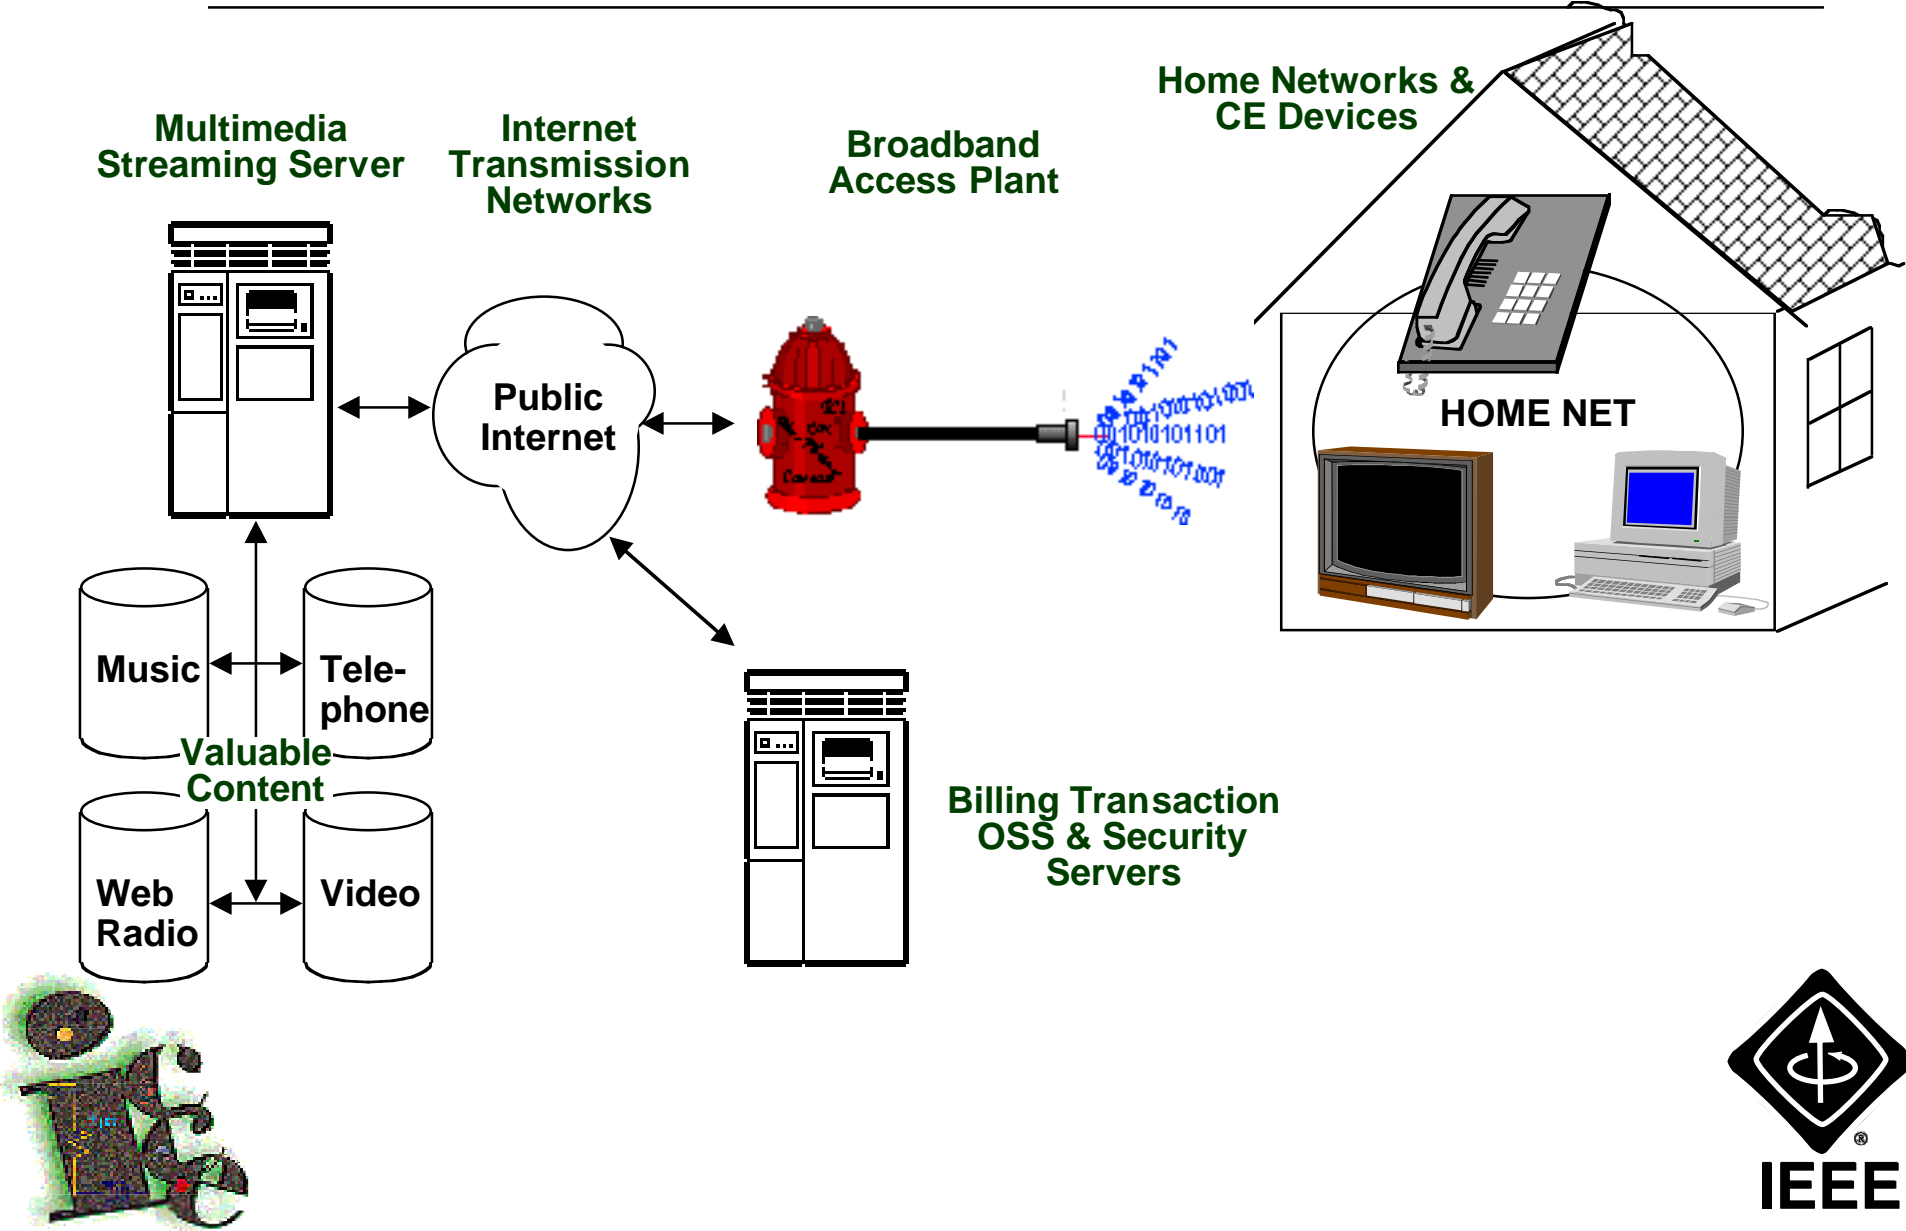 Home Networks &
CE Devices
Multimedia
Streaming Server
Internet
Transmission
Networks
Broadband
Access Plant
Public
Internet
HOME NET
1010101101
Music
Tele-
phone
Valuable
Content
Web
Radio
Video
Billing Transaction
OSS & Security
Servers
®
IEEE